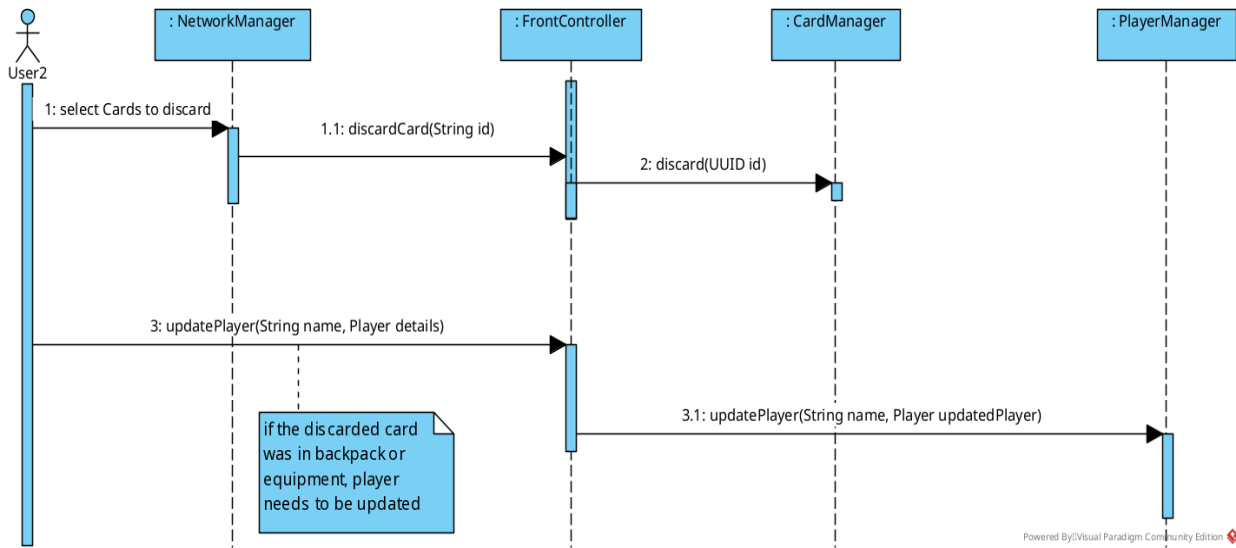 : NetworkManager
: FrontController
: CardManager
: PlayerManager
User2
1: select Cards to discard
1.1: discardCard(String id)
2: discard(UUID id)
3: updatePlayer(String name, Player details)
if the discarded card
was in backpack or
equipment, player
needs to be updated
3.1: updatePlayer(String name, Player updatedPlayer)
Powered By▯Visual Paradigm Community Edition